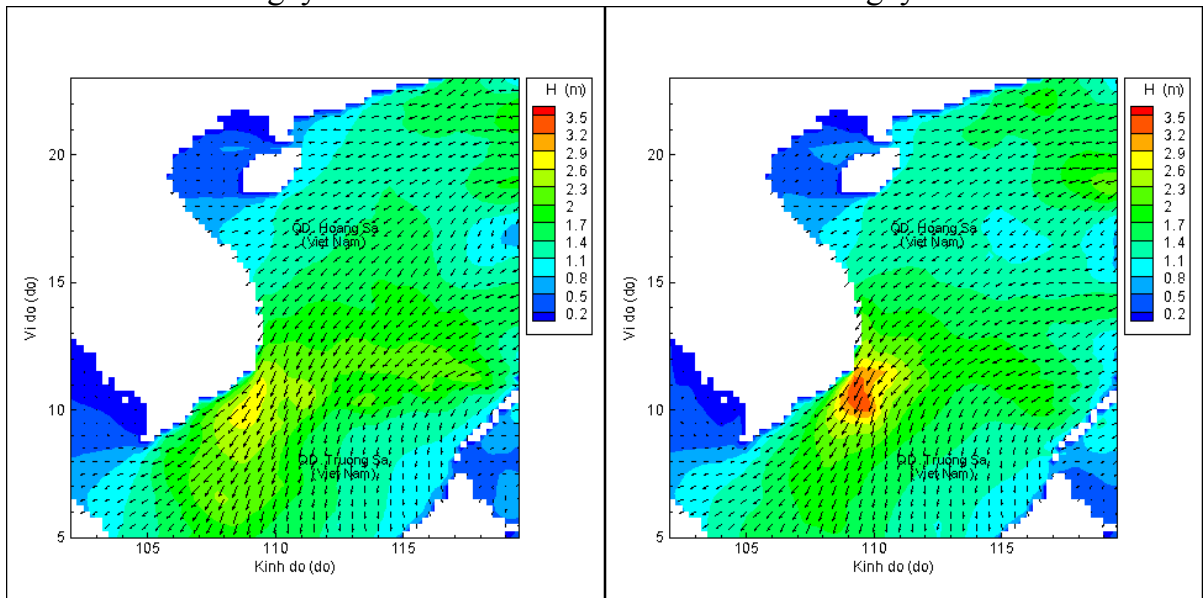 H (m)
3.5
3.2
2.9
2.6
2.3
2
1.7
1.4
1.1
0.8
0.5
0.2
20
15
10
5
Vi do (do)
QD. Hoang Sa
(Viet Nam)
QD. Truong Sa
(Viet Nam)
105 110 115
Kinh do (do)
H (m)
3.5
3.2
2.9
2.6
2.3
2
1.7
1.4
1.1
0.8
0.5
0.2
20
15
10
5
Vi do (do)
QD. Hoang Sa
(Viet Nam)
QD. Truong Sa
(Viet Nam)
105 110 115
Kinh do (do)